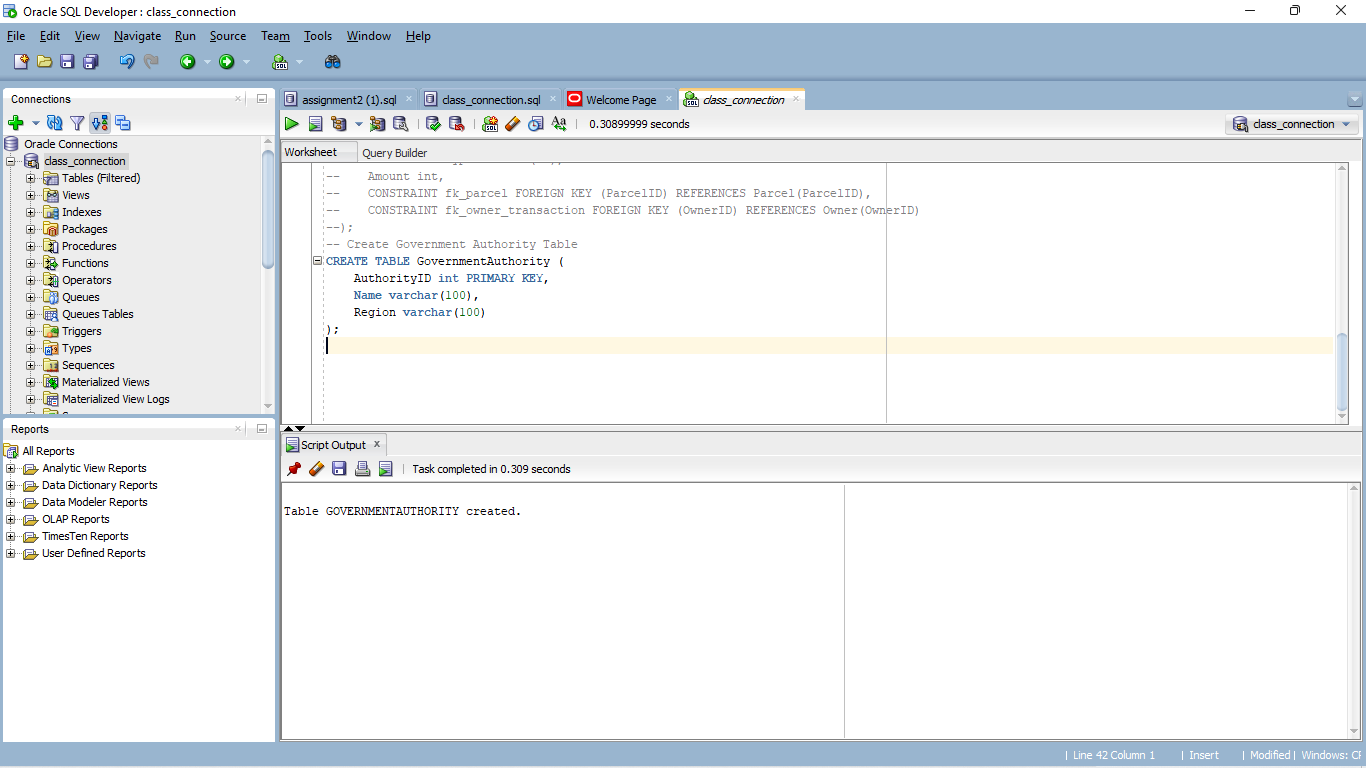 Oracle SQL Developer : class_connection
File Edit View Navigate Run Source Team Tools Window Help
Connections
Oracle Connections
class_connection
Tables (Filtered)
Views
Indexes
Packages
Procedures
Functions
Operators
Queues
Queues Tables
Triggers
Types
Sequences
Materialized Views
Materialized View Logs
Reports
All Reports
Analytic View Reports
Data Dictionary Reports
Data Modeler Reports
OLAP Reports
TimesTen Reports
User Defined Reports
assignment2 (1).sql class_connection.sql Welcome Page class_connection
0.30899999 seconds class_connection
Worksheet Query Builder
-- Amount int,
-- CONSTRAINT fk_parcel FOREIGN KEY (ParcelID) REFERENCES Parcel(ParcelID),
-- CONSTRAINT fk_owner_transaction FOREIGN KEY (OwnerID) REFERENCES Owner(OwnerID)
--);
-- Create Government Authority Table
CREATE TABLE GovernmentAuthority (
AuthorityID int PRIMARY KEY,
Name varchar(100),
Region varchar(100)
);
Script Output
Task completed in 0.309 seconds
Table GOVERNMENTAUTHORITY created.
| Line 42 Column 1 | Insert | Modified | Windows: